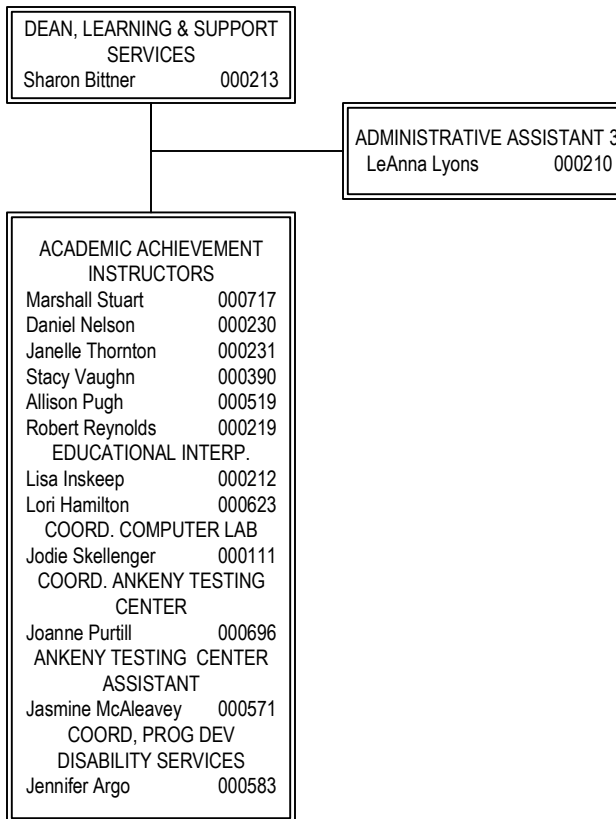 DEAN, LEARNING & SUPPORT
SERVICES
Sharon Bittner 000213
ADMINISTRATIVE ASSISTANT 3
LeAnna Lyons 000210
ACADEMIC ACHIEVEMENT
INSTRUCTORS
Marshall Stuart 000717
Daniel Nelson 000230
Janelle Thornton 000231
Stacy Vaughn 000390
Allison Pugh 000519
Robert Reynolds 000219
EDUCATIONAL INTERP.
Lisa Inskeep 000212
Lori Hamilton 000623
COORD. COMPUTER LAB
Jodie Skellenger 000111
COORD. ANKENY TESTING
CENTER
Joanne Purtill 000696
ANKENY TESTING CENTER
ASSISTANT
Jasmine McAleavey 000571
COORD, PROG DEV
DISABILITY SERVICES
Jennifer Argo 000583